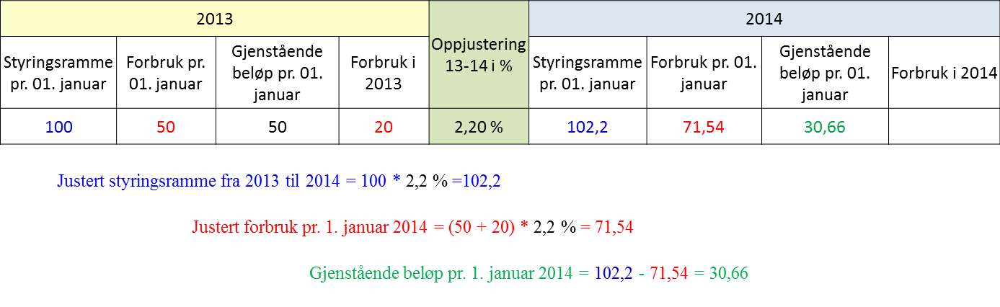 2013
2014
Styringsramme
pr. 01. januar
Forbruk pr.
01. januar
Gjenstående
beløp pr. 01.
januar
Forbruk i
2013
Oppjustering
13-14 i %
Styringsramme
pr. 01. januar
Forbruk pr. 01.
januar
Gjenstående
beløp pr. 01.
januar
Forbruk i 2014
100
50
50
20
2,20 %
102,2
71,54
30,66
Justert styringsramme fra 2013 til 2014 = 100 * 2,2 % =102,2
Justert forbruk pr. 1. januar 2014 = (50 + 20) * 2,2 % = 71,54
Gjenstående beløp pr. 1. januar 2014 = 102,2 - 71,54 = 30,66